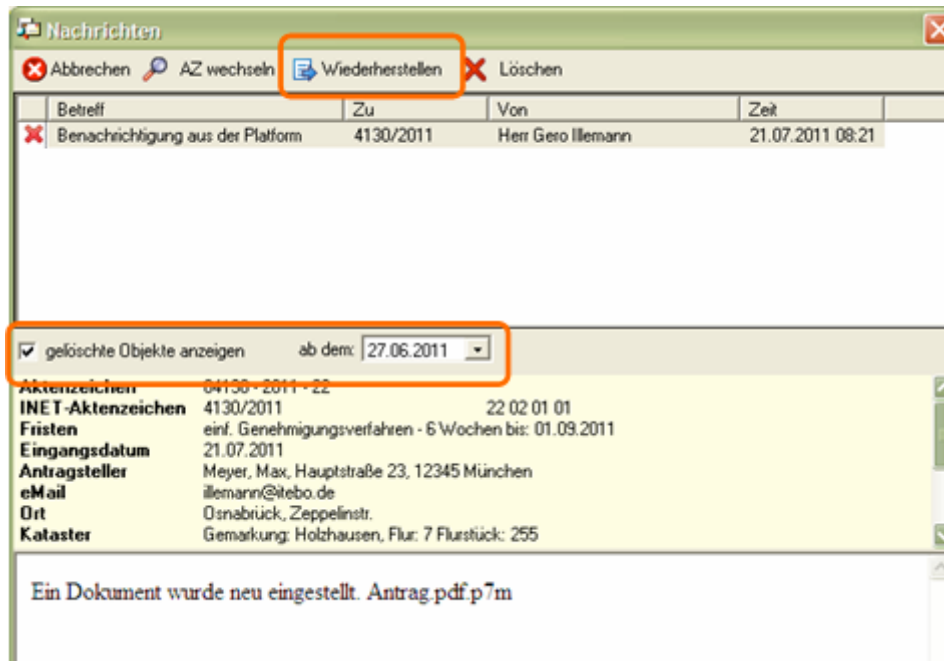 Nachrichten
Abbrechen AZ wechseln Wiederherstellen Löschen
Betreff Zu Von Zeit
Benachrichtigung aus der Platform 4130/2011 Herr Gero Illemann 21.07.2011 08:21
gelöschte Objekte anzeigen ab dem: 27.06.2011
Aktenzeichen 04130 - 2011 - 22
INET-Aktenzeichen 4130/2011 22 02 01 01
Fristen einf. Genehmigungsverfahren - 6 Wochen bis: 01.09.2011
Eingangsdatum 21.07.2011
Antragsteller Meyer, Max, Hauptstraße 23, 12345 München
eMail illemann@itebo.de
Ort Osnabrück, Zeppelinstr.
Kataster Gemarkung: Holzhausen, Flur: 7 Flurstück: 255
Ein Dokument wurde neu eingestellt. Antrag.pdf.p7m